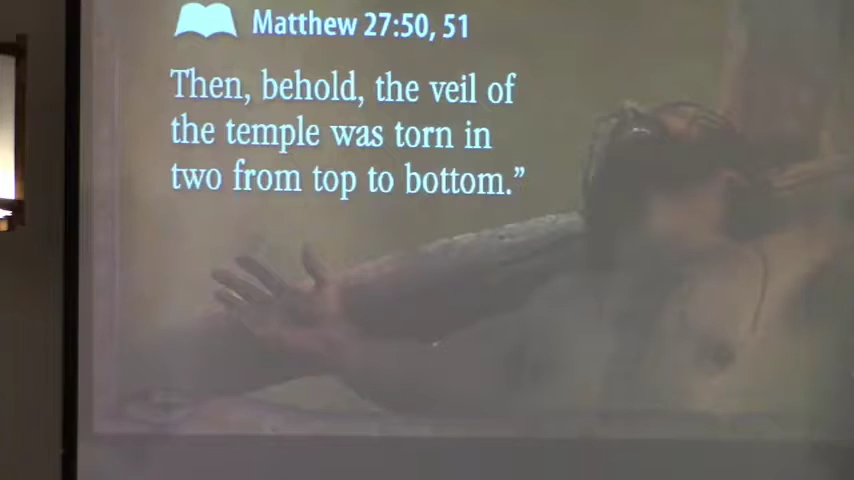 Matthew 27:50, 51
Then, behold, the veil of
the temple was torn in
two from top to bottom.”